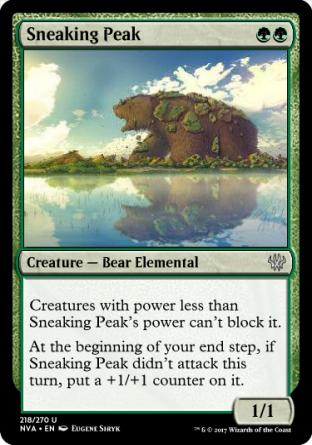 Sneaking Peak
Creature — Bear Elemental
Creatures with power less than
Sneaking Peak's power can't block it.
At the beginning of your end step, if
Sneaking Peak didn't attack this
turn, put a +1/+1 counter on it.
1/1
218/270 U
NVA • EN Eugene Siryk
™ & © 2017 Wizards of the Coast